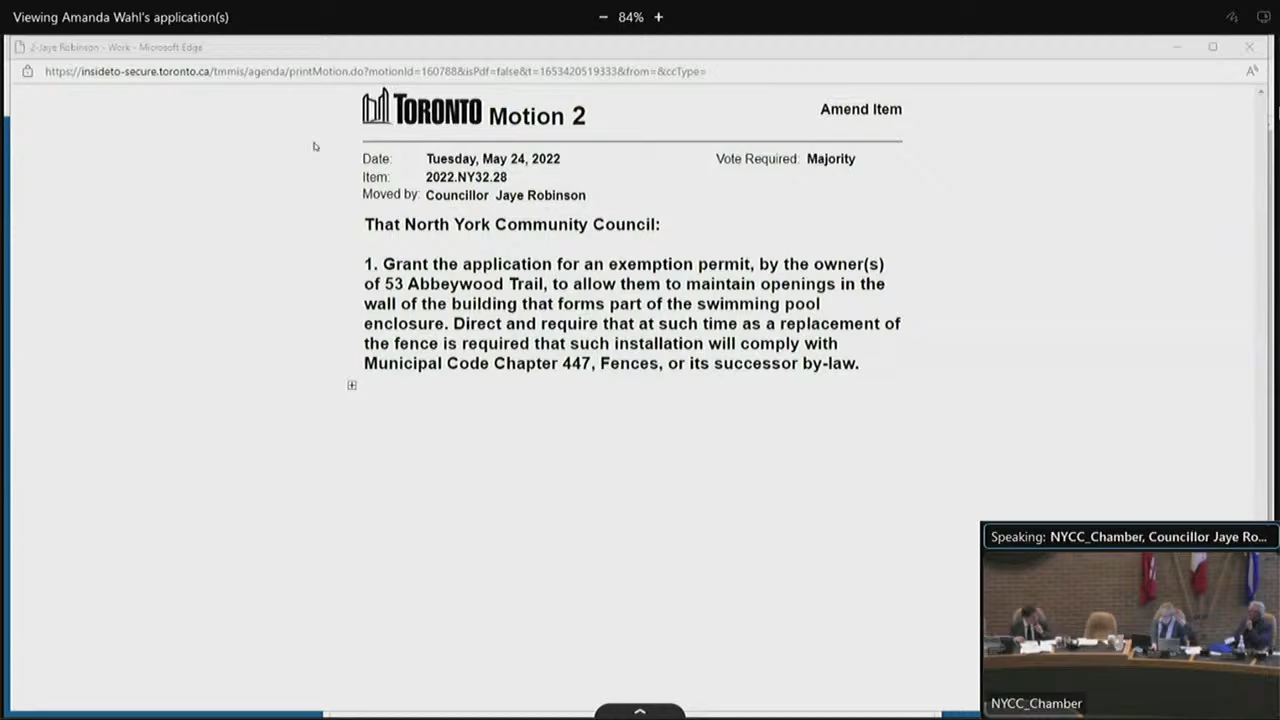 Viewing Amanda Wahl's application(s)
84%
2-Jaye Robinson - Work - Microsoft Edge
https://insideto-secure.toronto.ca/tmmis/agenda/printMotion.do?motionId=160788&isPdf=false&t=1653420519333&from=&ccType=
TORONTO Motion 2
Amend Item
Date: Tuesday, May 24, 2022
Vote Required: Majority
Item: 2022.NY32.28
Moved by: Councillor Jaye Robinson
That North York Community Council:
1. Grant the application for an exemption permit, by the owner(s)
of 53 Abbeywood Trail, to allow them to maintain openings in the
wall of the building that forms part of the swimming pool
enclosure. Direct and require that at such time as a replacement of
the fence is required that such installation will comply with
Municipal Code Chapter 447, Fences, or its successor by-law.
Speaking: NYCC_Chamber, Councillor Jaye Ro...
NYCC_Chamber